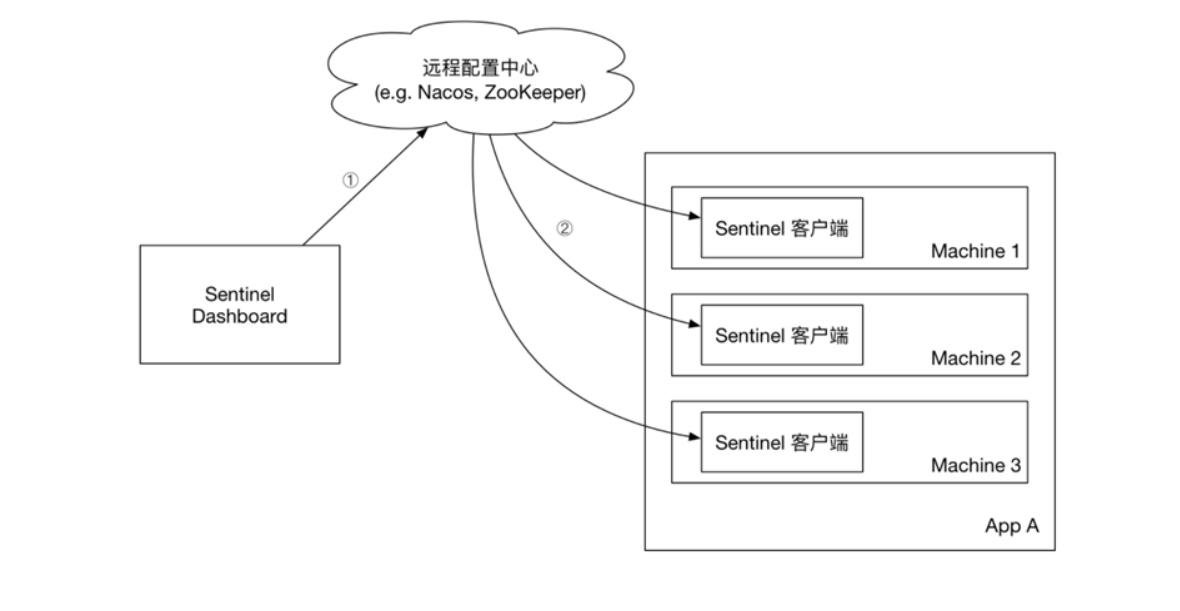 远程配置中心
(e.g. Nacos, ZooKeeper)
①
②
Sentinel
Dashboard
Sentinel 客户端
Machine 1
Sentinel 客户端
Machine 2
Sentinel 客户端
Machine 3
App A